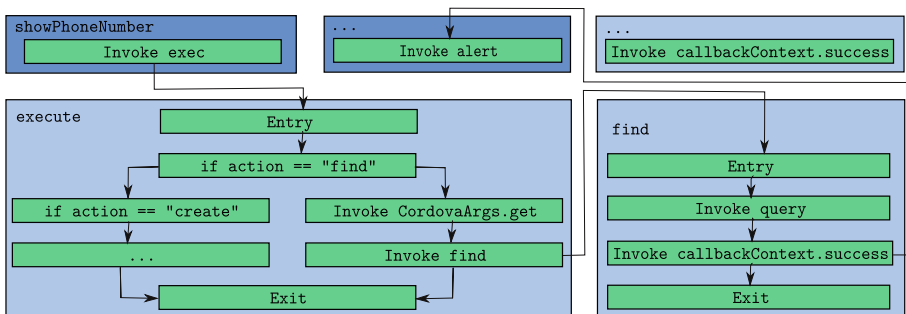 showPhoneNumber
Invoke exec
...
Invoke alert
...
Invoke callbackContext.success
execute
Entry
if action == "find"
if action == "create"
Invoke CordovaArgs.get
...
Invoke find
Exit
find
Entry
Invoke query
Invoke callbackContext.success
Exit